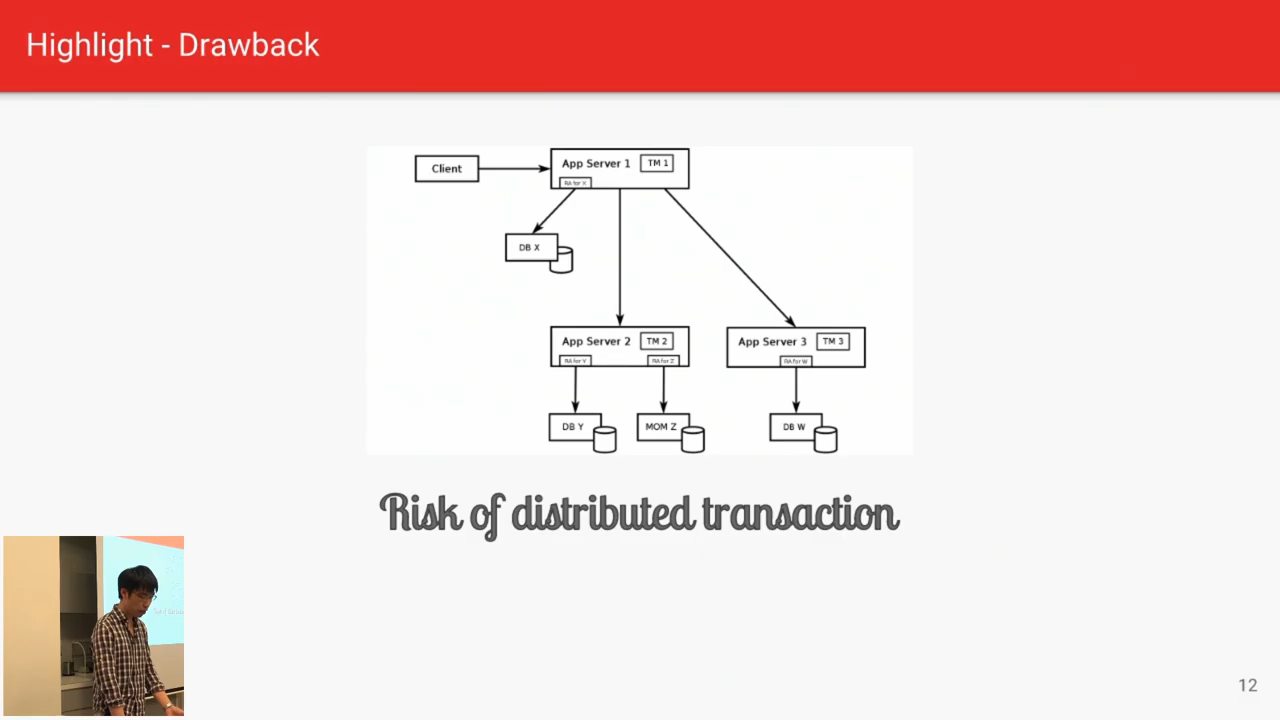 Highlight - Drawback
Client
App Server 1
TM 1
RA for X
DB X
App Server 2
TM 2
RA for Y
RA for Z
App Server 3
TM 3
RA for W
DB Y
MOM Z
DB W
Risk of distributed transaction
12